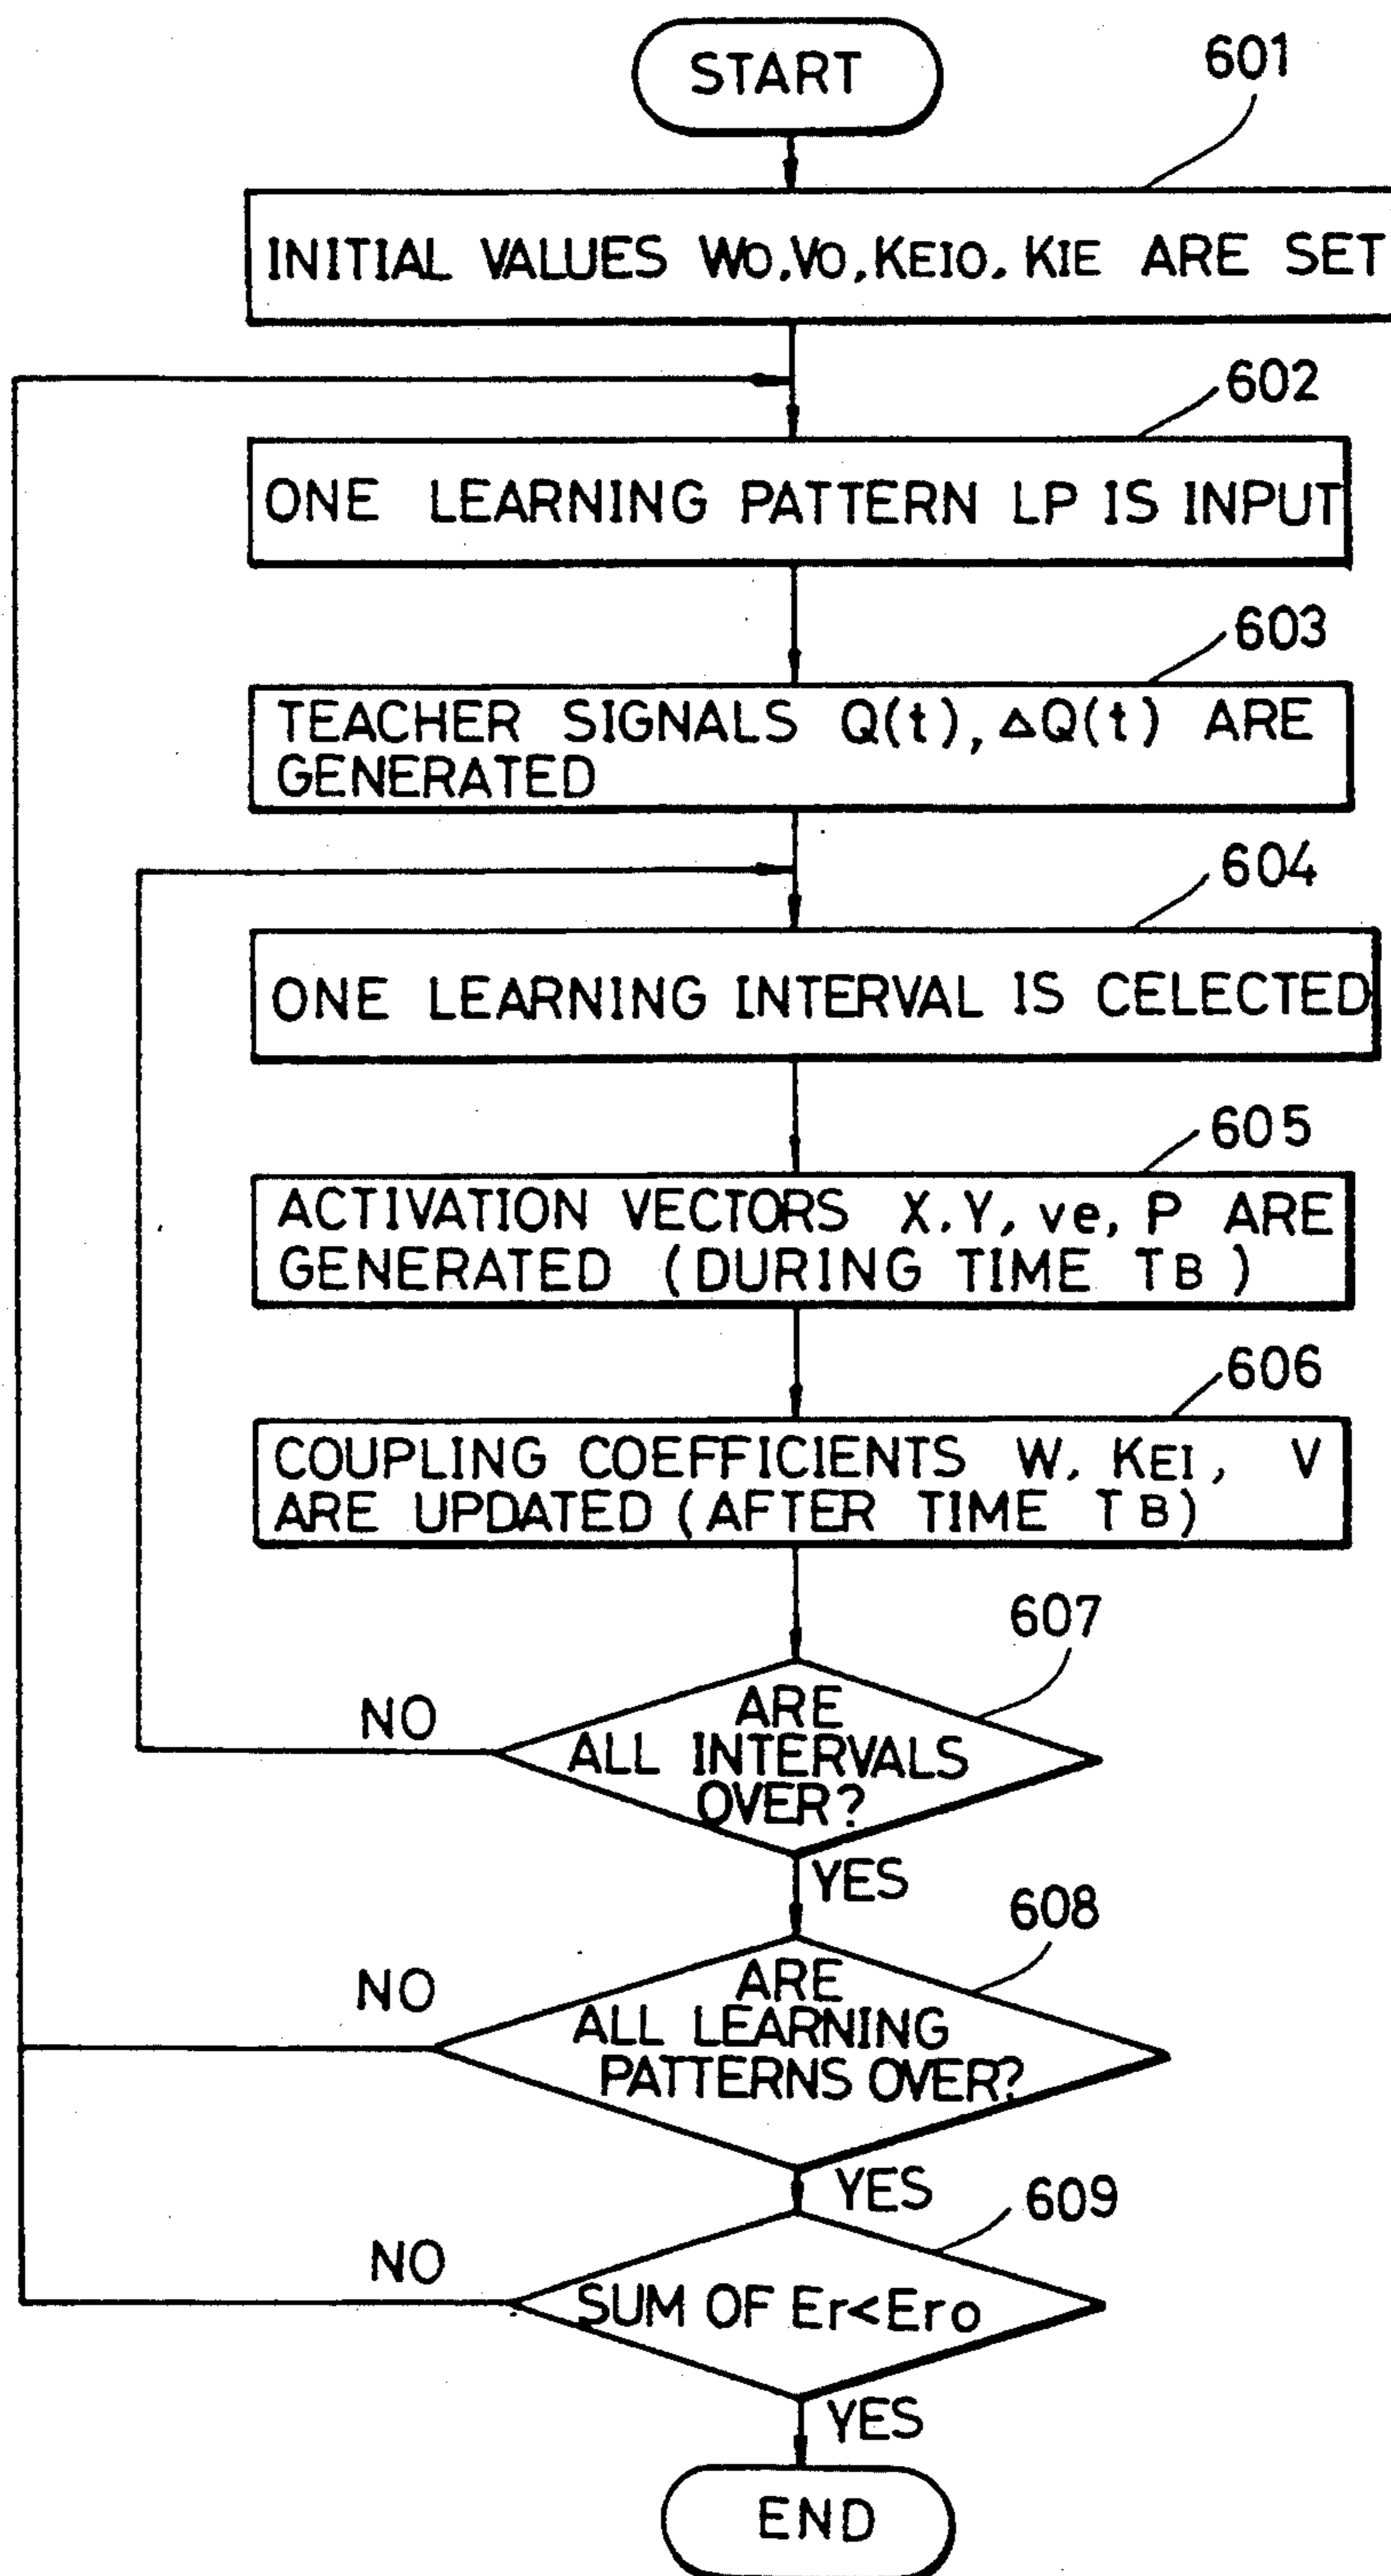 START
601
INITIAL VALUES WO,VO,KEIO,KIE ARE SET
602
ONE LEARNING PATTERN LP IS INPUT
603
TEACHER SIGNALS Q(t),ΔQ(t) ARE
GENERATED
604
ONE LEARNING INTERVAL IS CELECTED
605
ACTIVATION VECTORS X.Y, ve, P ARE
GENERATED (DURING TIME TB)
606
COUPLING COEFFICIENTS W. KEI, V
ARE UPDATED (AFTER TIME TB)
607
NO
ARE
ALL INTERVALS
OVER?
YES
608
NO
ARE
ALL LEARNING
PATTERNS OVER?
YES
609
NO
SUM OF Er<Ero
YES
END